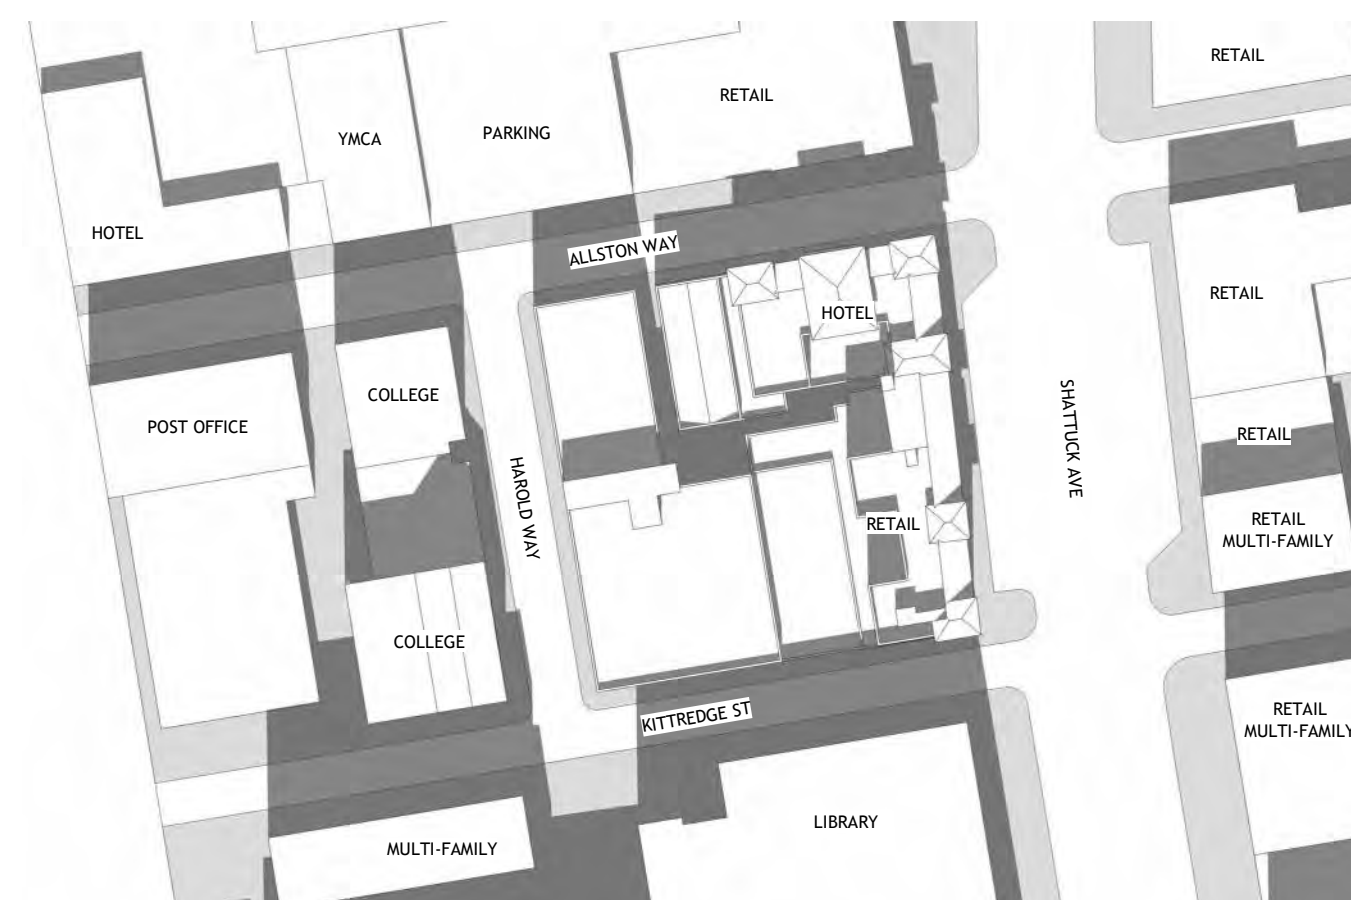 RETAIL
RETAIL
YMCA
PARKING
HOTEL
ALLSTON WAY
RETAIL
HOTEL
COLLEGE
SHATTUCK AVE
POST OFFICE
RETAIL
HAROLD WAY
RETAIL
RETAIL
MULTI-FAMILY
COLLEGE
KITTREDGE ST
RETAIL
MULTI-FAMILY
LIBRARY
MULTI-FAMILY